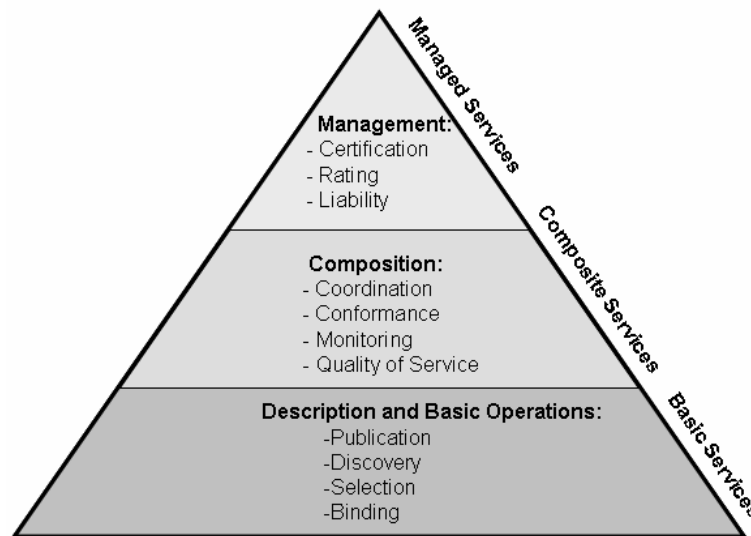 Managed Services
Management:
- Certification
- Rating
- Liability
Composite Services
Composition:
- Coordination
- Conformance
- Monitoring
- Quality of Service
Basic Services
Description and Basic Operations:
-Publication
-Discovery
-Selection
-Binding